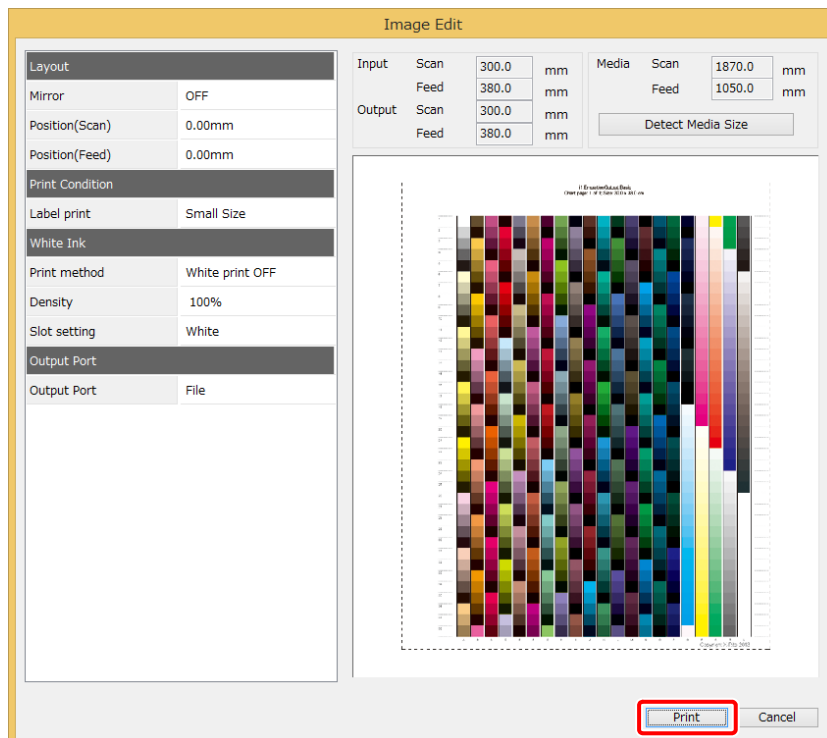 Image Edit
Layout
Mirror OFF
Position(Scan) 0.00mm
Position(Feed) 0.00mm
Print Condition
Label print Small Size
White Ink
Print method White print OFF
Density 100%
Slot setting White
Output Port
Output Port File
Input Scan 300.0 mm
Feed 380.0 mm
Output Scan 300.0 mm
Feed 380.0 mm
Media Scan 1870.0 mm
Feed 1050.0 mm
Detect Media Size
Print Cancel